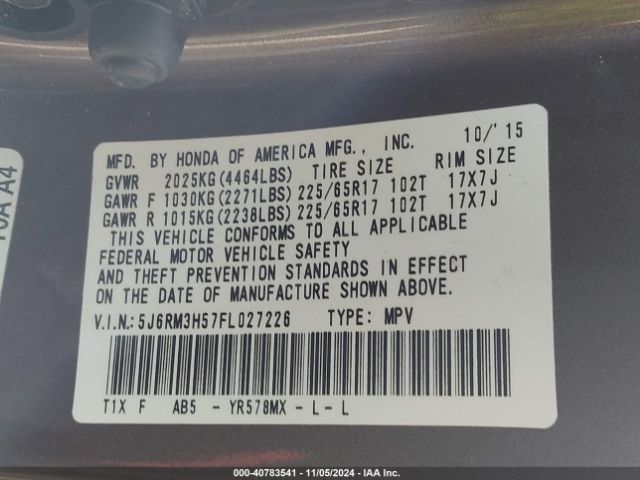 MFD. BY HONDA OF AMERICA MFG., INC. 10/'15
GVWR 2025KG(4464LBS) TIRE SIZE RIM SIZE
GAWR F 1030KG(2271LBS) 225/65R17 102T 17X7J
GAWR R 1015KG(2238LBS) 225/65R17 102T 17X7J
THIS VEHICLE CONFORMS TO ALL APPLICABLE
FEDERAL MOTOR VEHICLE SAFETY
AND THEFT PREVENTION STANDARDS IN EFFECT
ON THE DATE OF MANUFACTURE SHOWN ABOVE.
V.I.N.: 5J6RM3H57FL027226 TYPE: MPV
T1X F AB5 - YR578MX - L - L
A4
000-40783541 - 11/05/2024 - IAA Inc.